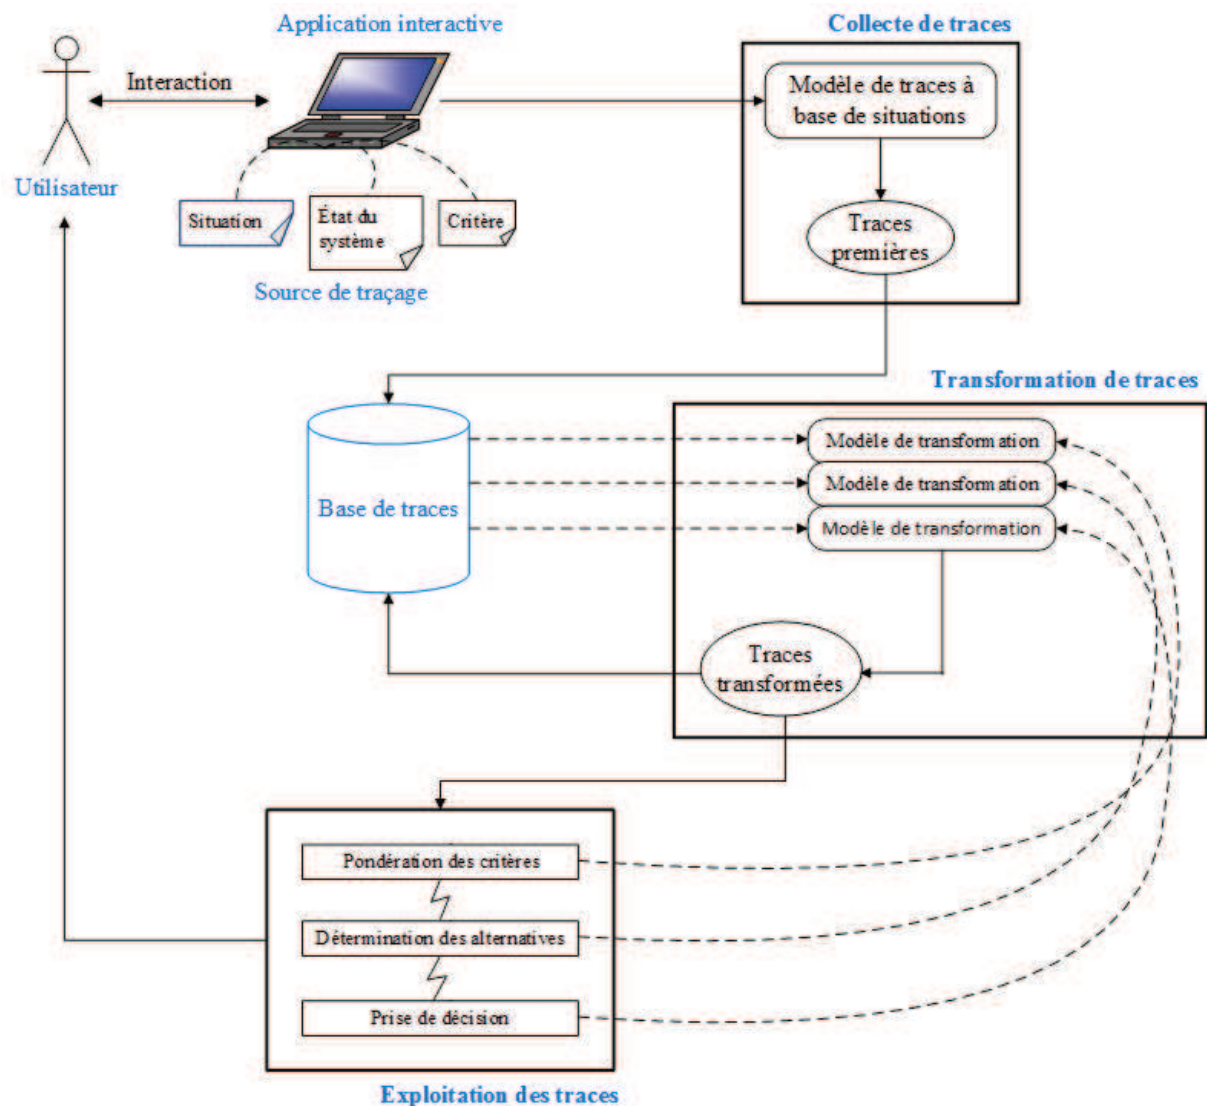 Application interactive
Collecte de traces
Interaction
Modèle de traces à
base de situations
Utilisateur
Situation
État du
système
Critère
Traces
premières
Source de traçage
Transformation de traces
Modèle de transformation
Modèle de transformation
Modèle de transformation
Base de traces
Traces
transformées
Pondération des critères
Détermination des alternatives
Prise de décision
Exploitation des traces